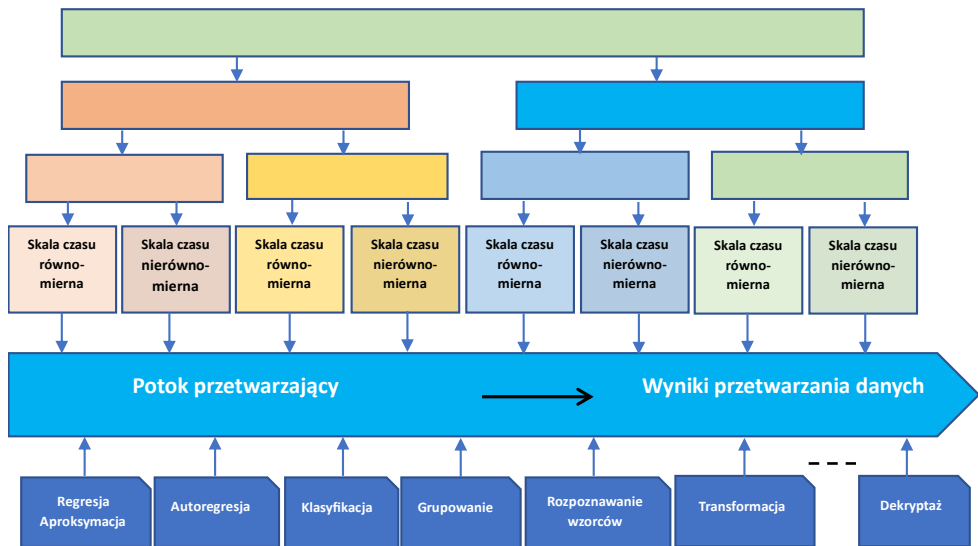 Skala czasu
równo-
mierna
Skala czasu
nierówno-
mierna
Skala czasu
równo-
mierna
Skala czasu
nierówno-
mierna
Skala czasu
równo-
mierna
Skala czasu
nierówno-
mierna
Skala czasu
równo-
mierna
Skala czasu
nierówno-
mierna
Potok przetwarzający
Wyniki przetwarzania danych
Regresja
Aproksymacja
Autoregresja
Klasyfikacja
Grupowanie
Rozpoznawanie
wzorców
Transformacja
Dekryptaż